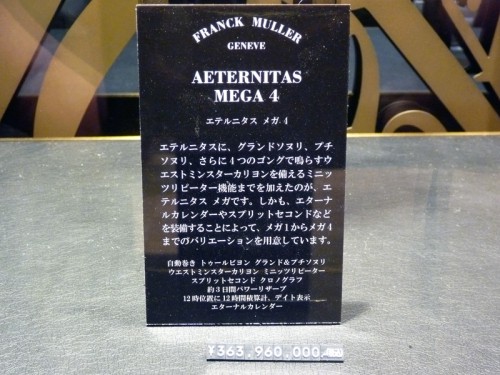 FRANCK MULLER
GENEVE
AETERNITAS
MEGA 4
エテルニタス メガ 4
エテルニタスに、グランドソヌリ、プチ
ソヌリ、さらに4つのゴングで鳴らすウ
エストミンスターカリヨンを備えるミニッ
ツリピーター機能までを加えたのが、エ
テルニタス メガです。しかも、エターナ
ルカレンダーやスプリットセコンドなど
を装備することによって、メガ1からメガ4
までのバリエーションを用意しています。
自動巻き トゥールビヨン グランド&プチソヌリ
ウエストミンスターカリヨン ミニッツリピーター
スプリットセコンド クロノグラフ
約3日間パワーリザーブ
12時位置に12時間積算計、デイト表示
エターナルカレンダー
¥363,960,000